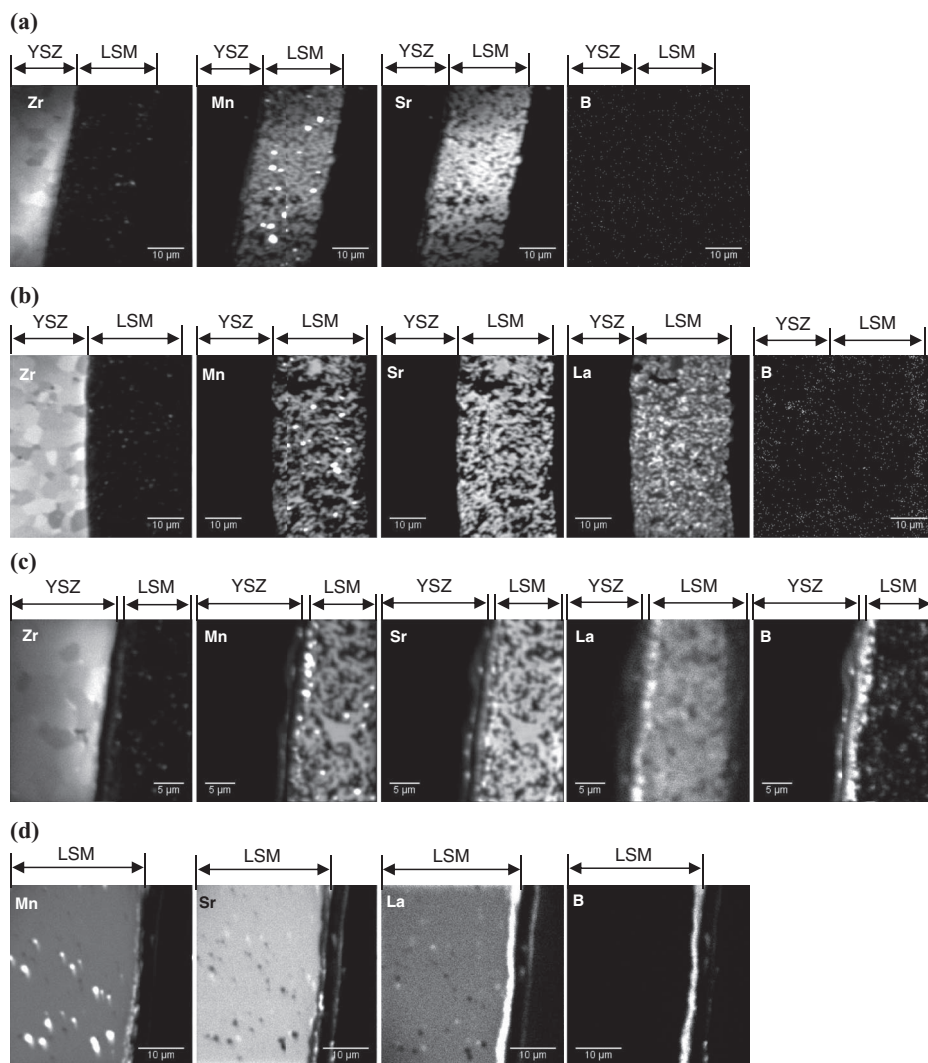 (a)
YSZ LSM YSZ LSM YSZ LSM YSZ LSM
Zr Mn Sr B
10 µm 10 µm 10 µm 10 µm
(b)
YSZ LSM YSZ LSM YSZ LSM YSZ LSM YSZ LSM
Zr Mn Sr La B
10 µm 10 µm 10 µm 10 µm 10 µm
(c)
YSZ LSM YSZ LSM YSZ LSM YSZ LSM YSZ LSM
Zr Mn Sr La B
5 µm 5 µm 5 µm 5 µm 5 µm
(d)
LSM LSM LSM LSM
Mn Sr La B
10 µm 10 µm 10 µm 10 µm